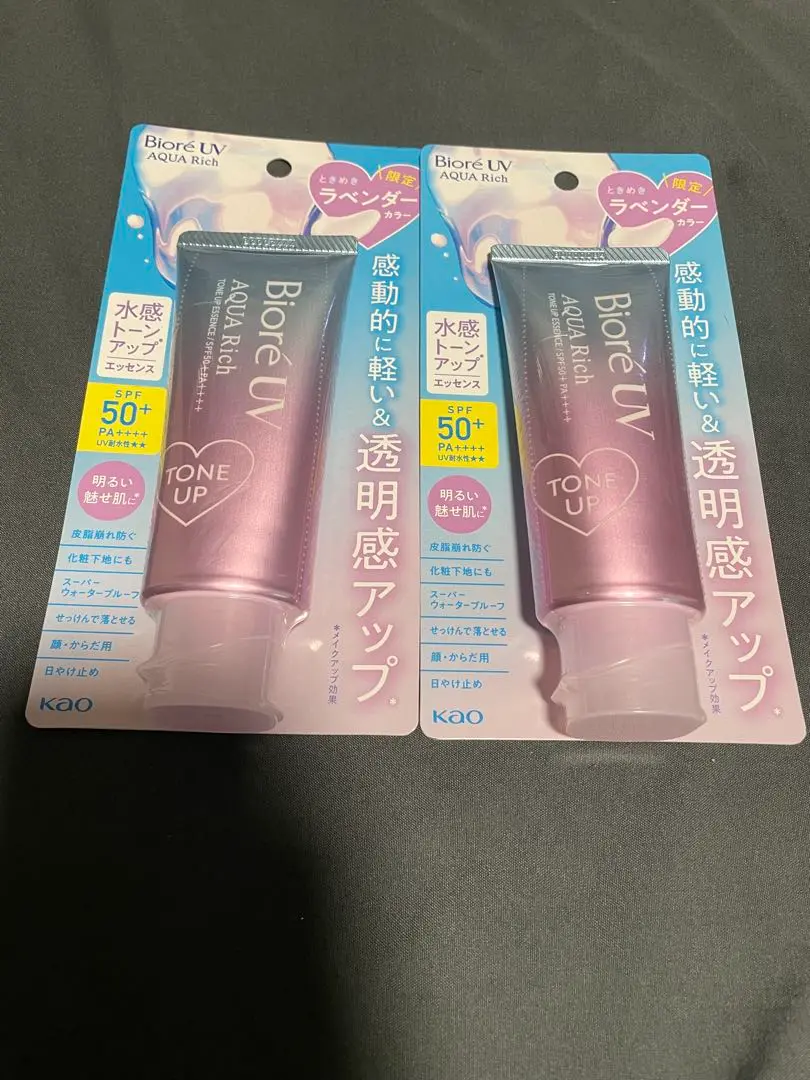 Bioré UV
AQUA Rich
\限定/
ときめき
ラベンダー
カラー
感動的に軽い&透明感アップ*
*メイクアップ効果
水感
トーン
アップ*
エッセンス
SPF
50+
PA++++
UV耐水性★★
明るい
魅せ肌に*
皮脂崩れ防ぐ
化粧下地にも
スーパー
ウォータープルーフ
せっけんで落とせる
顔・からだ用
日やけ止め
Kao
Bioré UV
AQUA Rich
TONE UP ESSENCE / SPF50+ PA++++
TONE
UP
Bioré UV
AQUA Rich
\限定/
ときめき
ラベンダー
カラー
感動的に軽い&透明感アップ*
*メイクアップ効果
水感
トーン
アップ*
エッセンス
SPF
50+
PA++++
UV耐水性★★
明るい
魅せ肌に*
皮脂崩れ防ぐ
化粧下地にも
スーパー
ウォータープルーフ
せっけんで落とせる
顔・からだ用
日やけ止め
Kao
Bioré UV
AQUA Rich
TONE UP ESSENCE / SPF50+ PA++++
TONE
UP